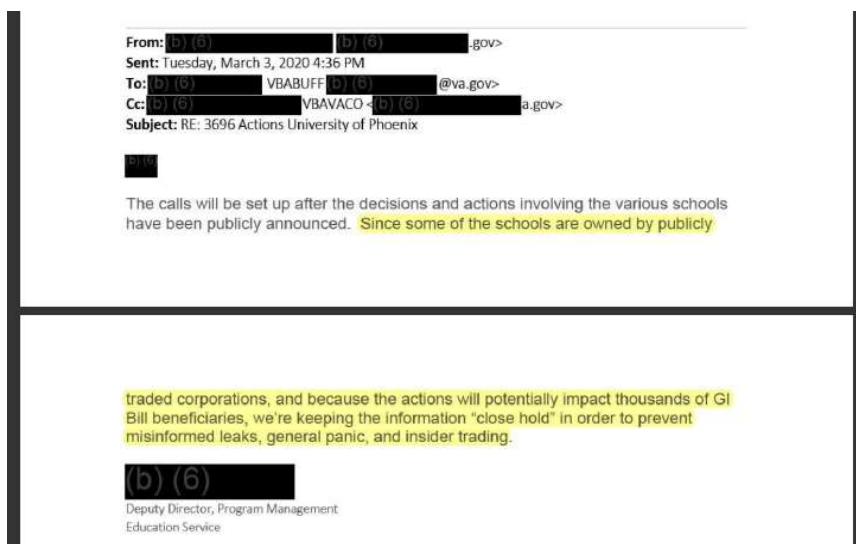 From: (b) (6) (b) (6) .gov>
Sent: Tuesday, March 3, 2020 4:36 PM
To: (b) (6) VBABUFF (b) (6) @va.gov>
Cc: (b) (6) VBAVACO <(b) (6) a.gov>
Subject: RE: 3696 Actions University of Phoenix
(b) (6)
The calls will be set up after the decisions and actions involving the various schools
have been publicly announced. Since some of the schools are owned by publicly
traded corporations, and because the actions will potentially impact thousands of GI
Bill beneficiaries, we're keeping the information “close hold” in order to prevent
misinformed leaks, general panic, and insider trading.
(b) (6)
Deputy Director, Program Management
Education Service